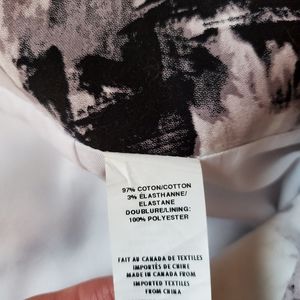 97% COTON/COTTON
3% ÉLASTHANNE/
ELASTANE
DOUBLURE/LINING:
100% POLYESTER
FAIT AU CANADA DE TEXTILES
IMPORTÉS DE CHINE
MADE IN CANADA FROM
IMPORTED TEXTILES
FROM CHINA